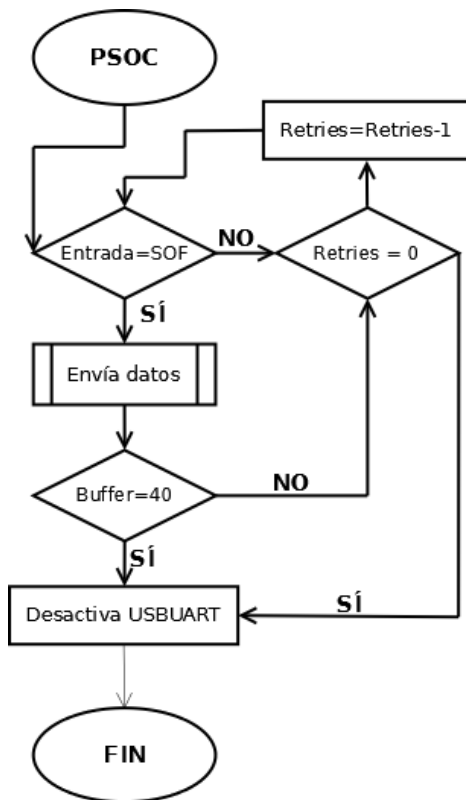 PSOC
Retries=Retries-1
Entrada=SOF
NO
Retries = 0
SÍ
Envía datos
Buffer=40
NO
SÍ
Desactiva USBUART
SÍ
FIN